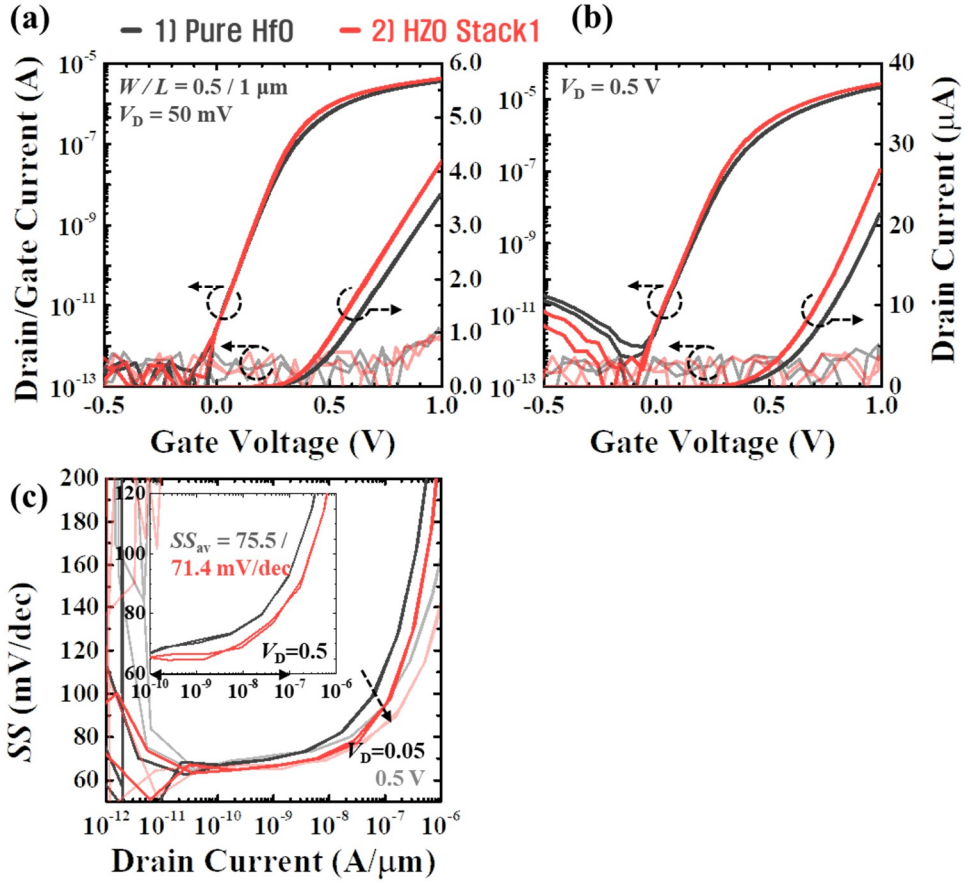 (a)
1) Pure HfO
2) HZO Stack1
(b)
Drain/Gate Current (A)
10⁻⁵
10⁻⁷
10⁻⁹
10⁻¹¹
10⁻¹³
W/L = 0.5 / 1 μm
V_D = 50 mV
6.0
5.0
4.0
3.0
2.0
1.0
0.0
-0.5
0.0
0.5
1.0
Gate Voltage (V)
10⁻⁵
10⁻⁷
10⁻⁹
10⁻¹¹
10⁻¹³
V_D = 0.5 V
40
30
20
10
0
Drain Current (μA)
-0.5
0.0
0.5
1.0
Gate Voltage (V)
(c)
SS (mV/dec)
200
180
160
140
120
100
80
60
120
100
80
60
SS_av = 75.5 /
71.4 mV/dec
V_D=0.5
10⁻¹⁰
10⁻⁹
10⁻⁸
10⁻⁷
10⁻⁶
V_D=0.05
0.5 V
10⁻¹²
10⁻¹¹
10⁻¹⁰
10⁻⁹
10⁻⁸
10⁻⁷
10⁻⁶
Drain Current (A/μm)